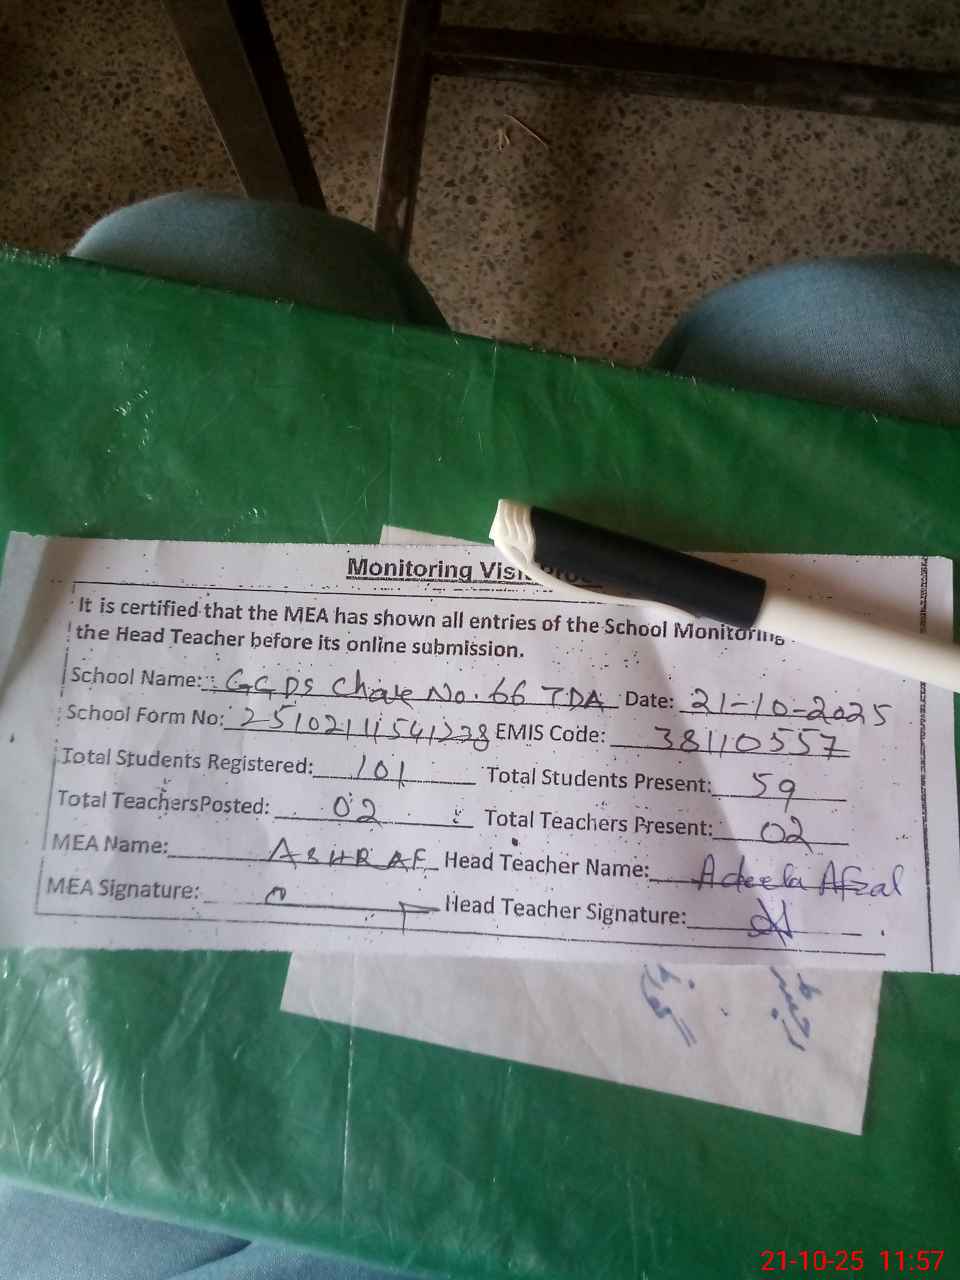 Monitoring Visit
It is certified that the MEA has shown all entries of the School Monitoring
the Head Teacher before its online submission.
School Name: GGPS Chak No. 66 TDA Date: 21-10-2025
School Form No: 2510211541238 EMIS Code: 38110557
Total Students Registered: 101 Total Students Present: 59
Total TeachersPosted: 02 Total Teachers Present: 02
MEA Name: ASHRAF Head Teacher Name: Adeela Afzal
MEA Signature: Head Teacher Signature:
21-10-25 11:57